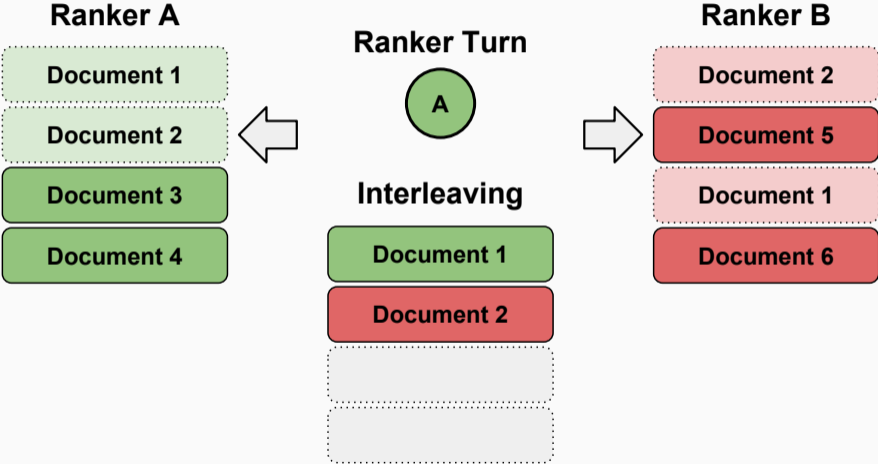 Ranker A
Document 1
Document 2
Document 3
Document 4
Ranker Turn
A
Interleaving
Document 1
Document 2
Ranker B
Document 2
Document 5
Document 1
Document 6